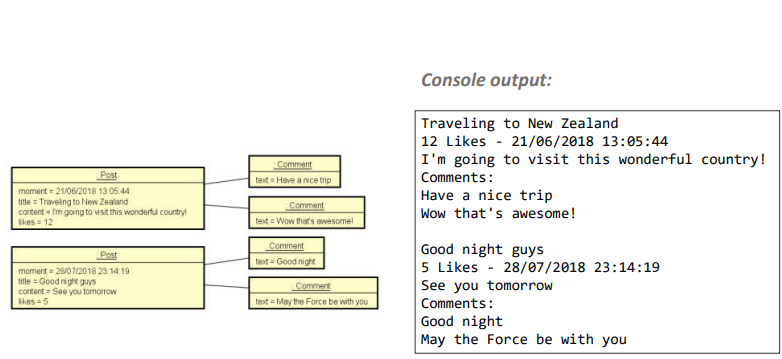 Console output:
: Post
moment = 21/06/2018 13:05:44
title = Traveling to New Zealand
content = I'm going to visit this wonderful country!
likes = 12
: Comment
text = Have a nice trip
: Comment
text = Wow that's awesome!
: Post
moment = 28/07/2018 23:14:19
title = Good night guys
content = See you tomorrow
likes = 5
: Comment
text = Good night
: Comment
text = May the Force be with you
Traveling to New Zealand
12 Likes - 21/06/2018 13:05:44
I'm going to visit this wonderful country!
Comments:
Have a nice trip
Wow that's awesome!
Good night guys
5 Likes - 28/07/2018 23:14:19
See you tomorrow
Comments:
Good night
May the Force be with you